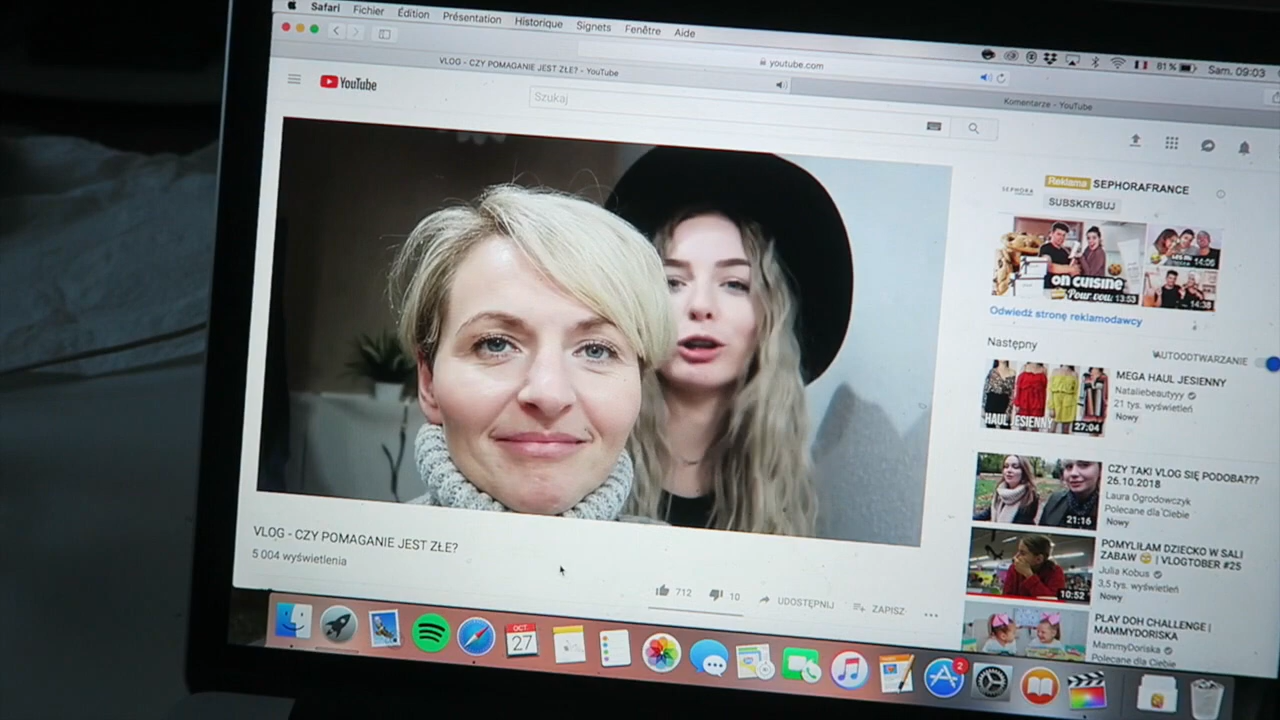 Safari Fichier Édition Présentation Historique Signets Fenêtre Aide
61 % Sam. 09:03
youtube.com
VLOG - CZY POMAGANIE JEST ZŁE? - YouTube
Komentarze - YouTube
YouTube
Szukaj
SEPHORA
Reklama SEPHORAFRANCE
SUBSKRYBUJ
14:06
on cuisine
Pour vous 13:53
14:38
Odwiedź stronę reklamodawcy
Następny
AUTOODTWARZANIE
HAUL JESIENNY
27:04
MEGA HAUL JESIENNY
Nataliebeautyyy
21 tys. wyświetleń
Nowy
21:16
CZY TAKI VLOG SIĘ PODOBA???
26.10.2018
Laura Ogrodowczyk
Polecane dla Ciebie
Nowy
10:52
POMYLIŁAM DZIECKO W SALI
ZABAW 😳 | VLOGTOBER #25
Julia Kobus
3,5 tys. wyświetleń
Nowy
PLAY DOH CHALLENGE |
MAMMYDORISKA
MammyDoriska
Polecane dla Ciebie
VLOG - CZY POMAGANIE JEST ZŁE?
5 004 wyświetlenia
712 10 UDOSTĘPNIJ ZAPISZ
OCT.
27
2